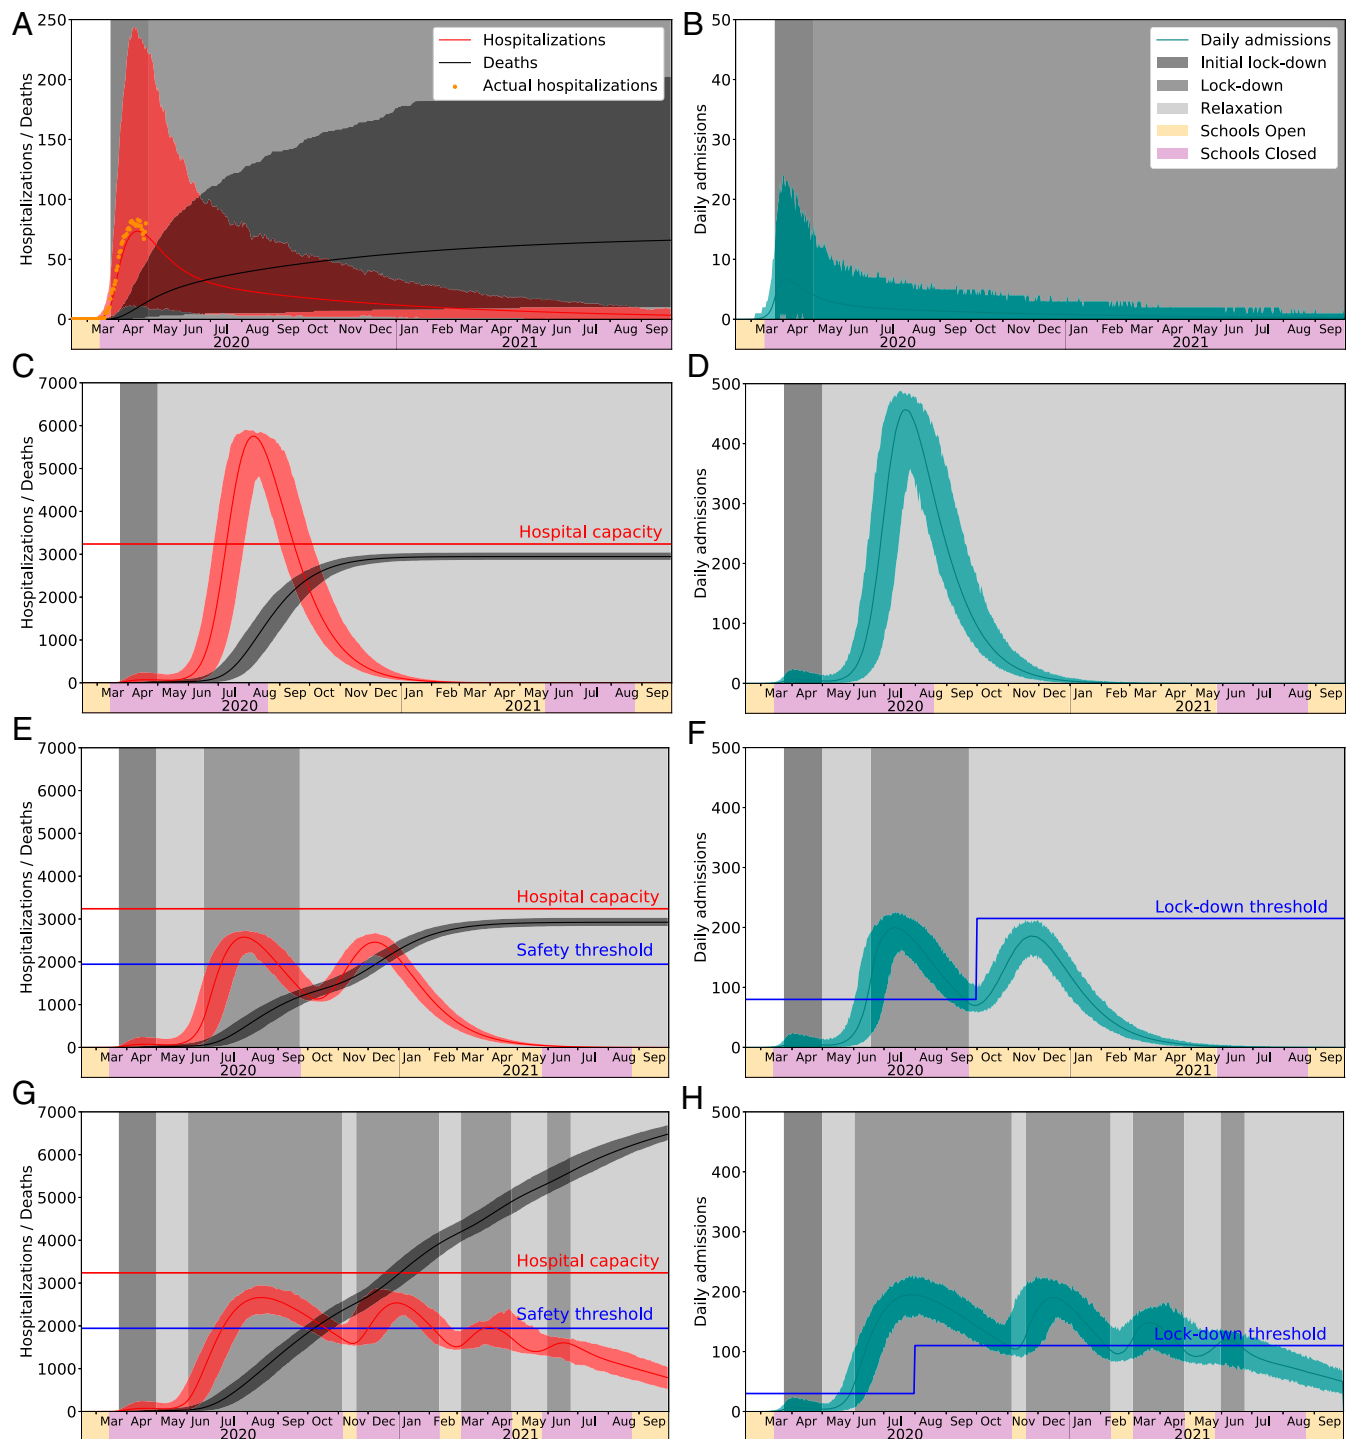 A
Hospitalizations / Deaths
250
200
150
100
50
0
Hospitalizations
Deaths
Actual hospitalizations
Mar Apr May Jun Jul Aug Sep Oct Nov Dec Jan Feb Mar Apr May Jun Jul Aug Sep
2020 2021
B
Daily admissions
50
40
30
20
10
0
Daily admissions
Initial lock-down
Lock-down
Relaxation
Schools Open
Schools Closed
Mar Apr May Jun Jul Aug Sep Oct Nov Dec Jan Feb Mar Apr May Jun Jul Aug Sep
2020 2021
C
Hospitalizations / Deaths
7000
6000
5000
4000
3000
2000
1000
0
Hospital capacity
Mar Apr May Jun Jul Aug Sep Oct Nov Dec Jan Feb Mar Apr May Jun Jul Aug Sep
2020 2021
D
Daily admissions
500
400
300
200
100
0
Mar Apr May Jun Jul Aug Sep Oct Nov Dec Jan Feb Mar Apr May Jun Jul Aug Sep
2020 2021
E
Hospitalizations / Deaths
7000
6000
5000
4000
3000
2000
1000
0
Hospital capacity
Safety threshold
Mar Apr May Jun Jul Aug Sep Oct Nov Dec Jan Feb Mar Apr May Jun Jul Aug Sep
2020 2021
F
Daily admissions
500
400
300
200
100
0
Lock-down threshold
Mar Apr May Jun Jul Aug Sep Oct Nov Dec Jan Feb Mar Apr May Jun Jul Aug Sep
2020 2021
G
Hospitalizations / Deaths
7000
6000
5000
4000
3000
2000
1000
0
Hospital capacity
Safety threshold
Mar Apr May Jun Jul Aug Sep Oct Nov Dec Jan Feb Mar Apr May Jun Jul Aug Sep
2020 2021
H
Daily admissions
500
400
300
200
100
0
Lock-down threshold
Mar Apr May Jun Jul Aug Sep Oct Nov Dec Jan Feb Mar Apr May Jun Jul Aug Sep
2020 2021